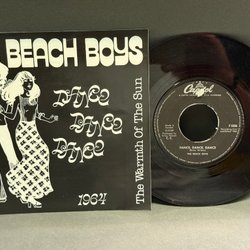 BEACH BOYS
DANCE
DANCE
DANCE
1964
The Warmth Of The Sun
Capitol
DANCE, DANCE, DANCE
THE BEACH BOYS